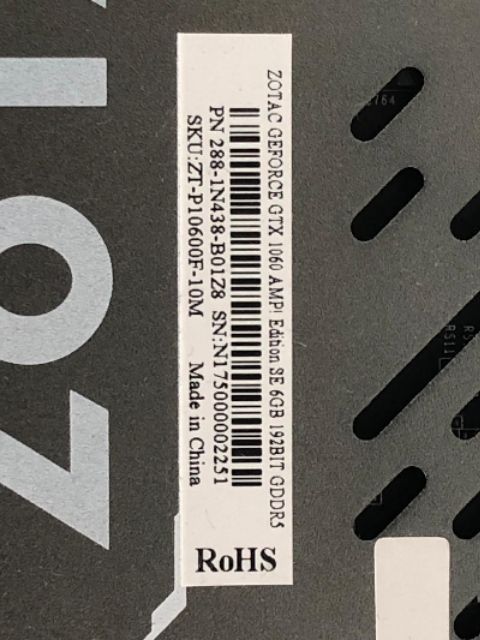 ZOTAC GEFORCE GTX 1060 AMP! Edition SE 6GB 192BIT GDDR5
PN 288-1N438-B01Z8 SN:N175000002251
SKU:ZT-P10600F-10M Made in China
RoHS
ZOT